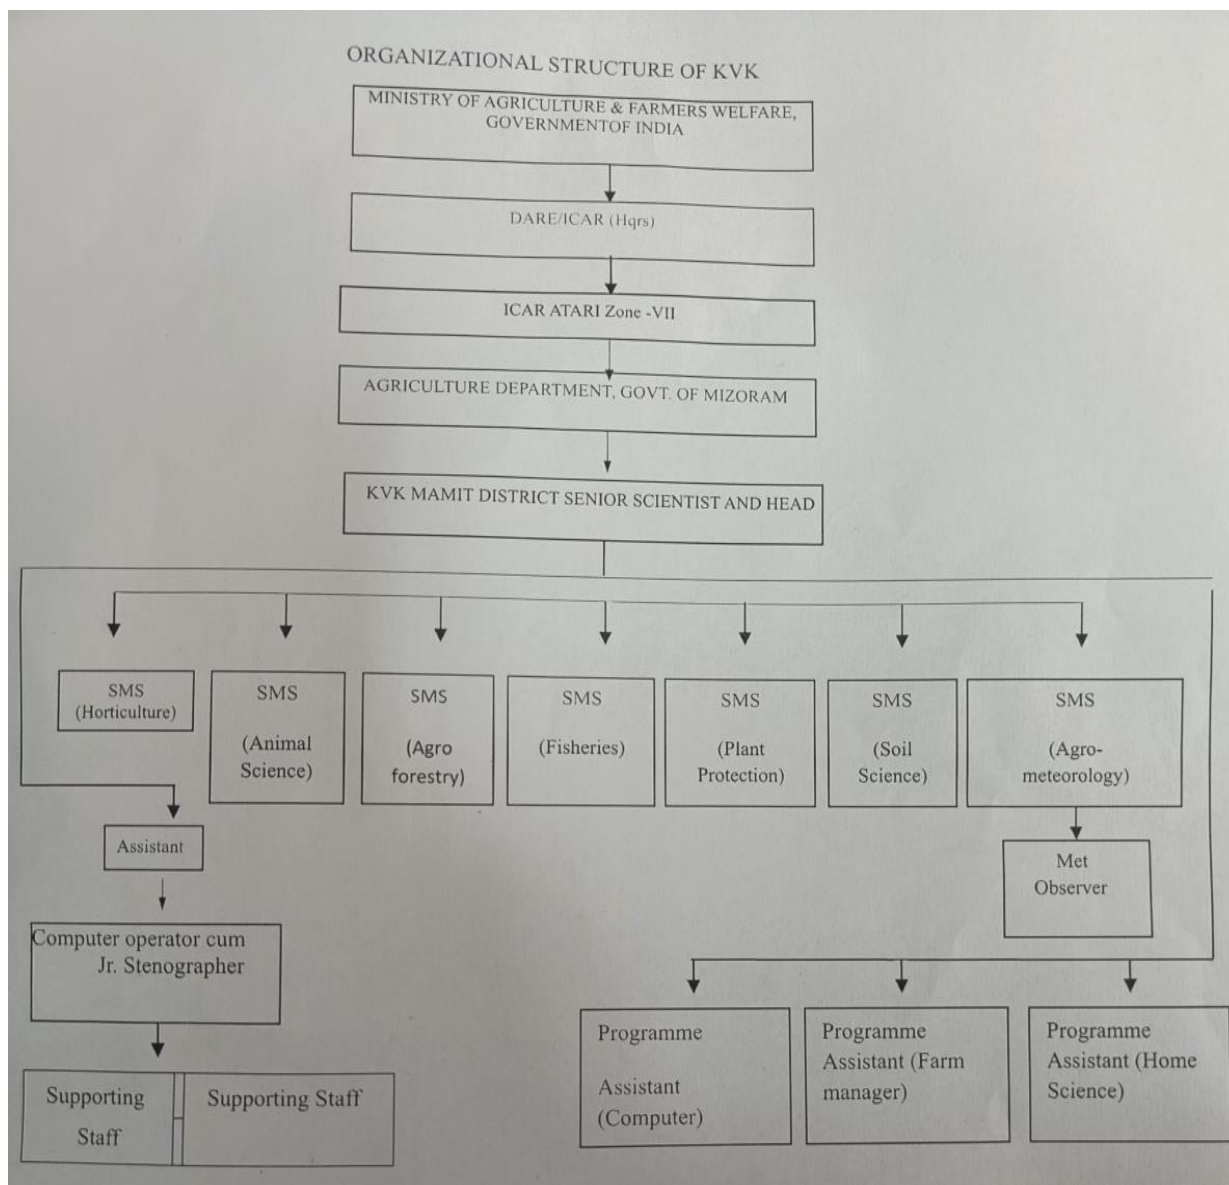 ORGANIZATIONAL STRUCTURE OF KVK
MINISTRY OF AGRICULTURE & FARMERS WELFARE,
GOVERNMENTOF INDIA
DARE/ICAR (Hqrs)
ICAR ATARI Zone -VII
AGRICULTURE DEPARTMENT, GOVT. OF MIZORAM
KVK MAMIT DISTRICT SENIOR SCIENTIST AND HEAD
SMS
(Horticulture)
SMS
(Animal
Science)
SMS
(Agro
forestry)
SMS
(Fisheries)
SMS
(Plant
Protection)
SMS
(Soil
Science)
SMS
(Agro-
meteorology)
Assistant
Met
Observer
Computer operator cum
Jr. Stenographer
Supporting
Staff
Supporting Staff
Programme
Assistant
(Computer)
Programme
Assistant (Farm
manager)
Programme
Assistant (Home
Science)